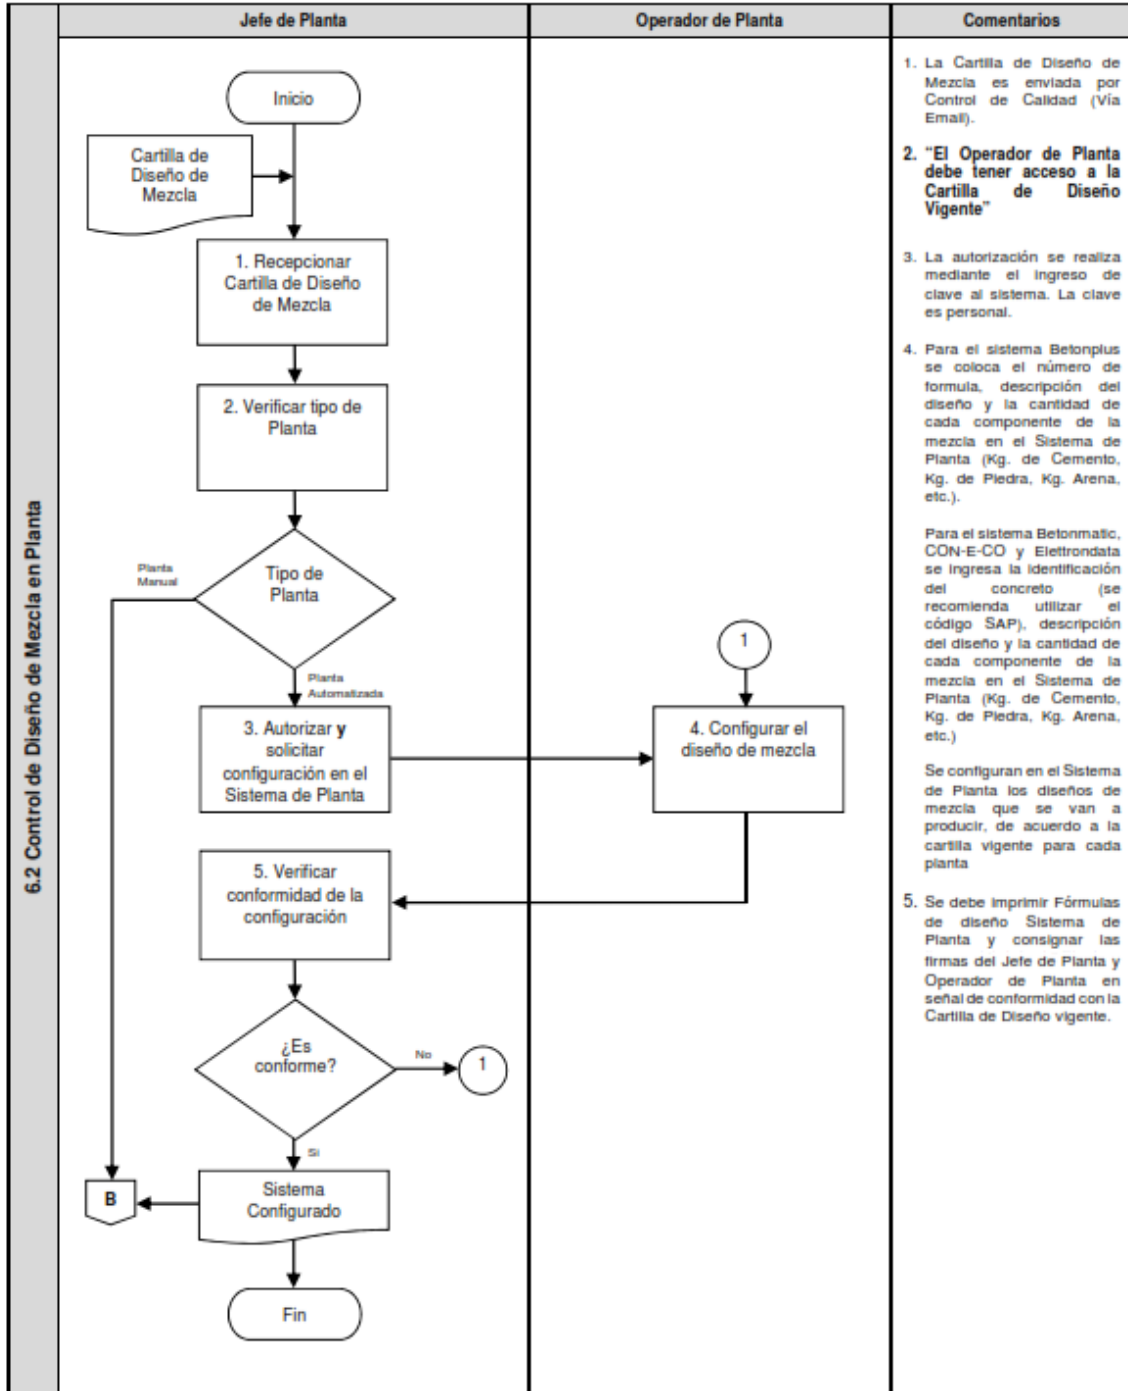 Jefe de Planta
Operador de Planta
Comentarios
6.2 Control de Diseño de Mezcla en Planta
Inicio
Cartilla de
Diseño de
Mezcla
1. Recepcionar
Cartilla de Diseño
de Mezcla
2. Verificar tipo de
Planta
Tipo de
Planta
Planta
Manual
Planta
Automatizada
3. Autorizar y
solicitar
configuración en el
Sistema de Planta
1
4. Configurar el
diseño de mezcla
5. Verificar
conformidad de la
configuración
¿Es
conforme?
No
1
Si
B
Sistema
Configurado
Fin
1. La Cartilla de Diseño de
Mezcla es enviada por
Control de Calidad (Vía
Email).
2. “El Operador de Planta
debe tener acceso a la
Cartilla de Diseño
Vigente”
3. La autorización se realiza
mediante el ingreso de
clave al sistema. La clave
es personal.
4. Para el sistema Betonplus
se coloca el número de
formula, descripción del
diseño y la cantidad de
cada componente de la
mezcla en el Sistema de
Planta (Kg. de Cemento,
Kg. de Piedra, Kg. Arena,
etc.).
Para el sistema Betonmatic,
CON-E-CO y Elettrondata
se ingresa la identificación
del concreto (se
recomienda utilizar el
código SAP), descripción
del diseño y la cantidad de
cada componente de la
mezcla en el Sistema de
Planta (Kg. de Cemento,
Kg. de Piedra, Kg. Arena,
etc.)
Se configuran en el Sistema
de Planta los diseños de
mezcla que se van a
producir, de acuerdo a la
cartilla vigente para cada
planta
5. Se debe imprimir Fórmulas
de diseño Sistema de
Planta y consignar las
firmas del Jefe de Planta y
Operador de Planta en
señal de conformidad con la
Cartilla de Diseño vigente.